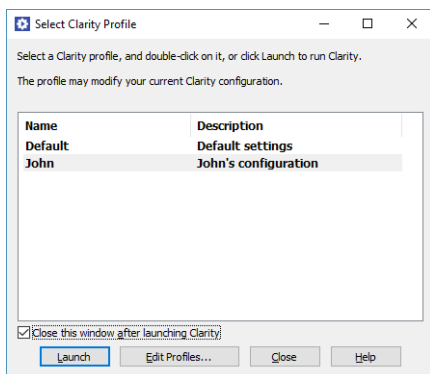 Select Clarity Profile
Select a Clarity profile, and double-click on it, or click Launch to run Clarity.
The profile may modify your current Clarity configuration.
Name Description
Default Default settings
John John's configuration
Close this window after launching Clarity
Launch Edit Profiles... Close Help